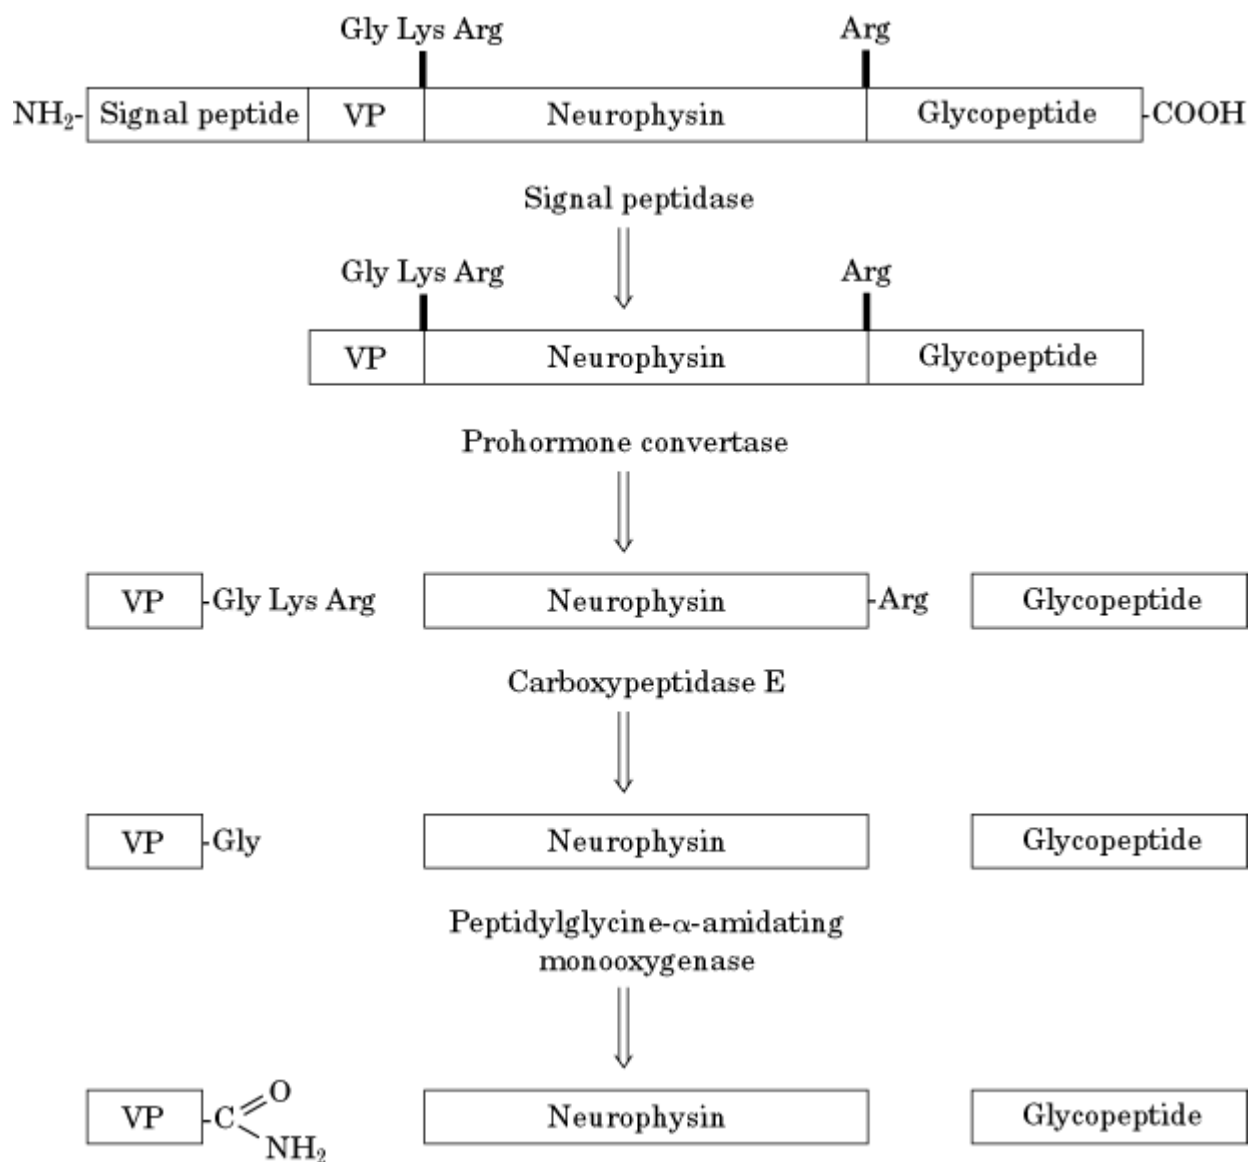 Gly Lys Arg Arg
NH2- Signal peptide VP Neurophysin Glycopeptide -COOH
Signal peptidase
Gly Lys Arg Arg
VP Neurophysin Glycopeptide
Prohormone convertase
VP -Gly Lys Arg Neurophysin -Arg Glycopeptide
Carboxypeptidase E
VP -Gly Neurophysin Glycopeptide
Peptidylglycine-α-amidating
monooxygenase
O
VP -C Neurophysin Glycopeptide
NH2